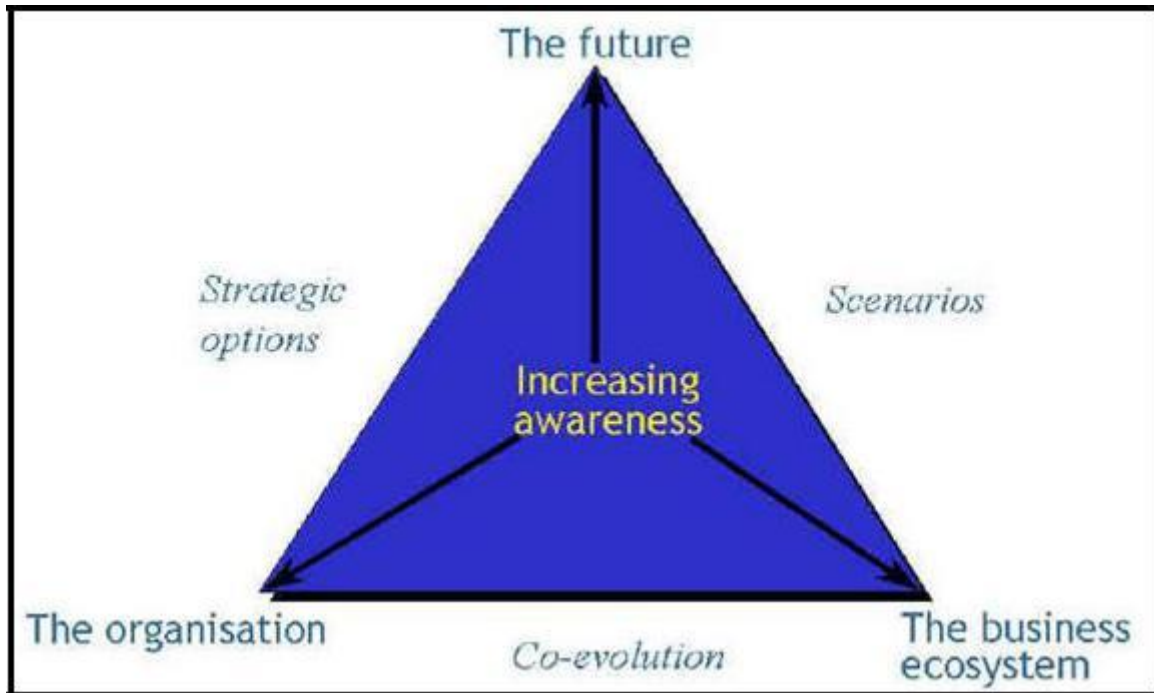 The future
Strategic
options
Scenarios
Increasing
awareness
The organisation
The business
ecosystem
Co-evolution